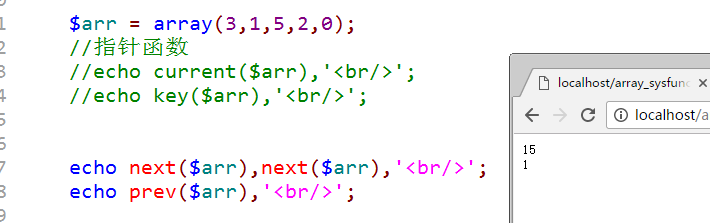 $arr = array(3,1,5,2,0);
//指针函数
//echo current($arr),'<br/>';
//echo key($arr),'<br/>';
echo next($arr),next($arr),'<br/>';
echo prev($arr),'<br/>';
localhost/array_sysfun
localhost/a
15
1